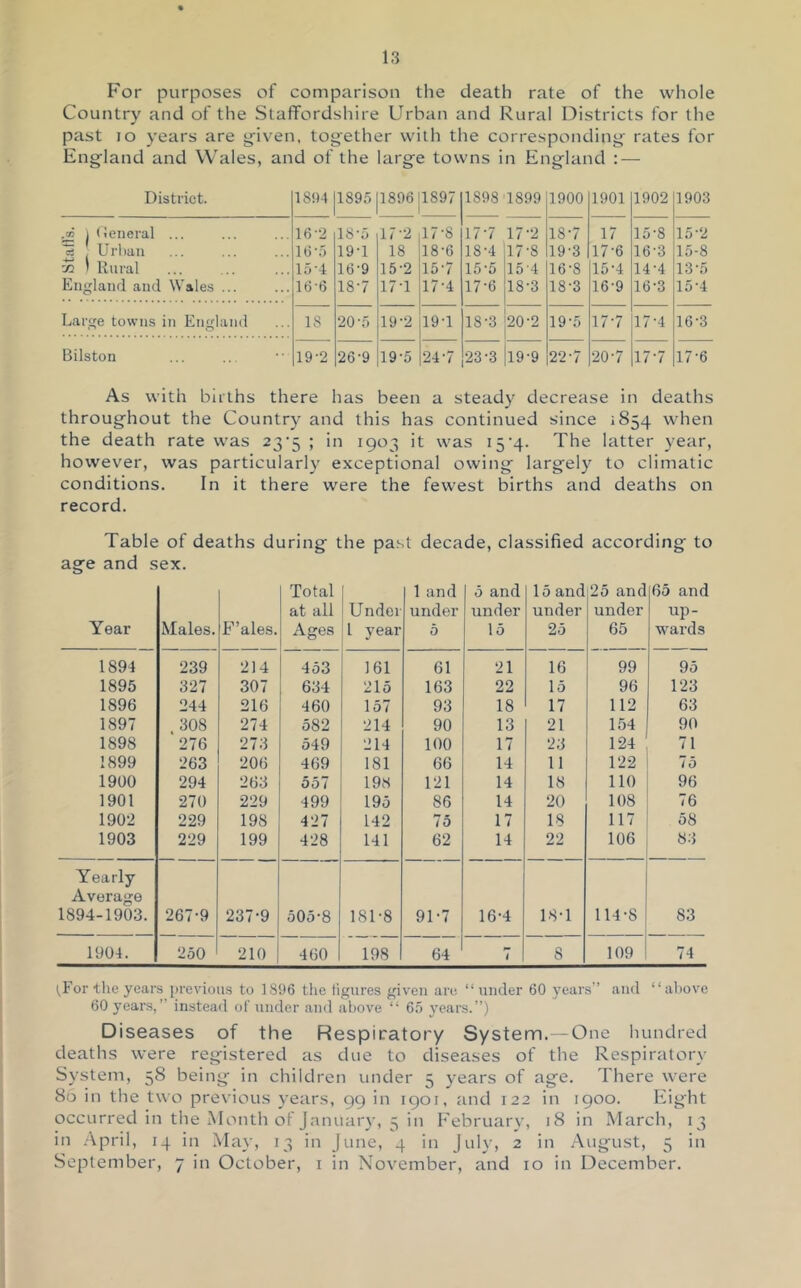 13
For purposes of comparison the death rate of the whole
Country and of the Staffordshire Urban and Rural Districts for the
past 10 years are given, together with the corresponding rates for
England and Wales, and of the large towns in England :—
District. 1894 1895 1896 1897 1898 1899 1900 1901 1902 1903
Staffs. General ... 16·2 18·5 17·2 17·8 17·7 17·2 18·7 17 15·8 15·2
Urban ... 16·5 19·1 18 18·6 18·4 17·8 19·3 17·6 16·3 15-8
Rural ... 15·4 16·9 15·2 15·7 15·5 15·4 16·8 15·4 14·4 13·5
England and Wales ... 16·6 18·7 17·1 17·4 17·6 18·3 18·3 16·9 16·3 15·4
Large towns in England ... 18 20·5 19·2 19·1 18·3 20·2 19·5 17·7 17·4 16·3
Bilston ... 19·2 26·9 19·5 24·7 23·3 19·9 22·7 20·7 17·7 17·6
As with births there has been a steady decrease in deaths
throughout the Country and this has continued since 1854 when
the death rate was 23·5 ; in 1903 it was 15·4. The latter year,
however, was particularly exceptional owing largely to climatic
conditions. In it there were the fewest births and deaths on
record.
Table of deaths during the past decade, classified according to
age and sex.
Year Males. F'ales. Total at all Ages Under 1 year 1 and under 5 5 and under 15 15 and under 25 25 and under 65 65 and upwards
1894 239 214 453 161 61 21 16 99 95
1895 327 307 634 215 163 22 15 96 123
1896 244 216 460 157 93 18 17 112 63
1897 308 274 582 214 90 13 21 154 90
1898 276 273 549 214 100 17 23 124 71
1899 263 206 469 181 66 14 11 122 75
1900 294 263 557 198 121 14 18 110 96
1901 270 229 499 195 86 14 20 108 76
1902 229 198 427 142 75 17 18 117 58
1903 229 199 428 141 62 14 22 106 83
Yearly
Average
1894-1903. 267·9 237·9 505·8 181·8 91·7 16·4 18·1 114·8 83
1904. 250 210 460 198 64 7 8 109 74
(For the years previous to 1896 the figures given are "under 60 years" and "above
60 years," instead of under and above " 65 years.")
Diseases of the Respiratory System.—One hundred
deaths were registered as due to diseases of the Respiratory
System, 58 being in children under 5 years of age. There were
80 in the two previous years, 99 in 1901, and 122 in 1900. Eight
occurred in the Month of January, 5 in February, 18 in March, 13
in April, 14 in May, 13 in June, 4 in July, 2 in August, 5 in
September, 7 in October, 1 in November, and 10 in December.